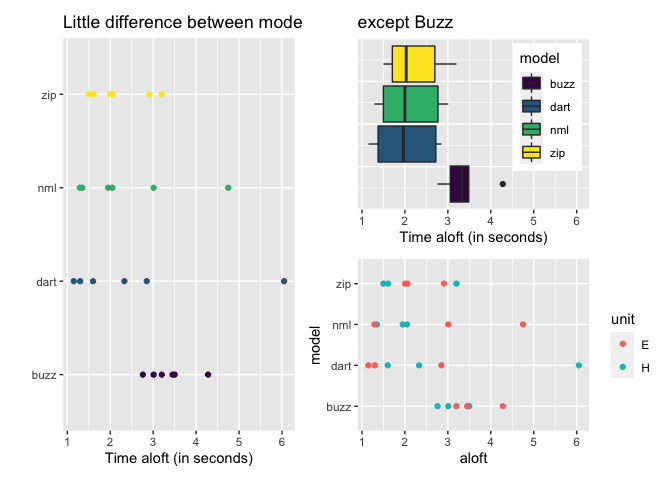 Little difference between mode
zip
nml
dart
buzz
1 2 3 4 5 6
Time aloft (in seconds)
except Buzz
model
buzz
dart
nml
zip
1 2 3 4 5 6
Time aloft (in seconds)
model
zip
nml
dart
buzz
1 2 3 4 5 6
aloft
unit
E
H